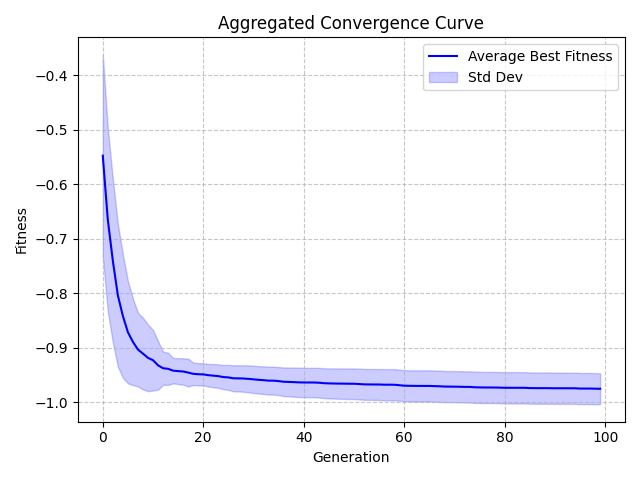 Aggregated Convergence Curve
Average Best Fitness
Std Dev
Fitness
−0.4
−0.5
−0.6
−0.7
−0.8
−0.9
−1.0
0 20 40 60 80 100
Generation